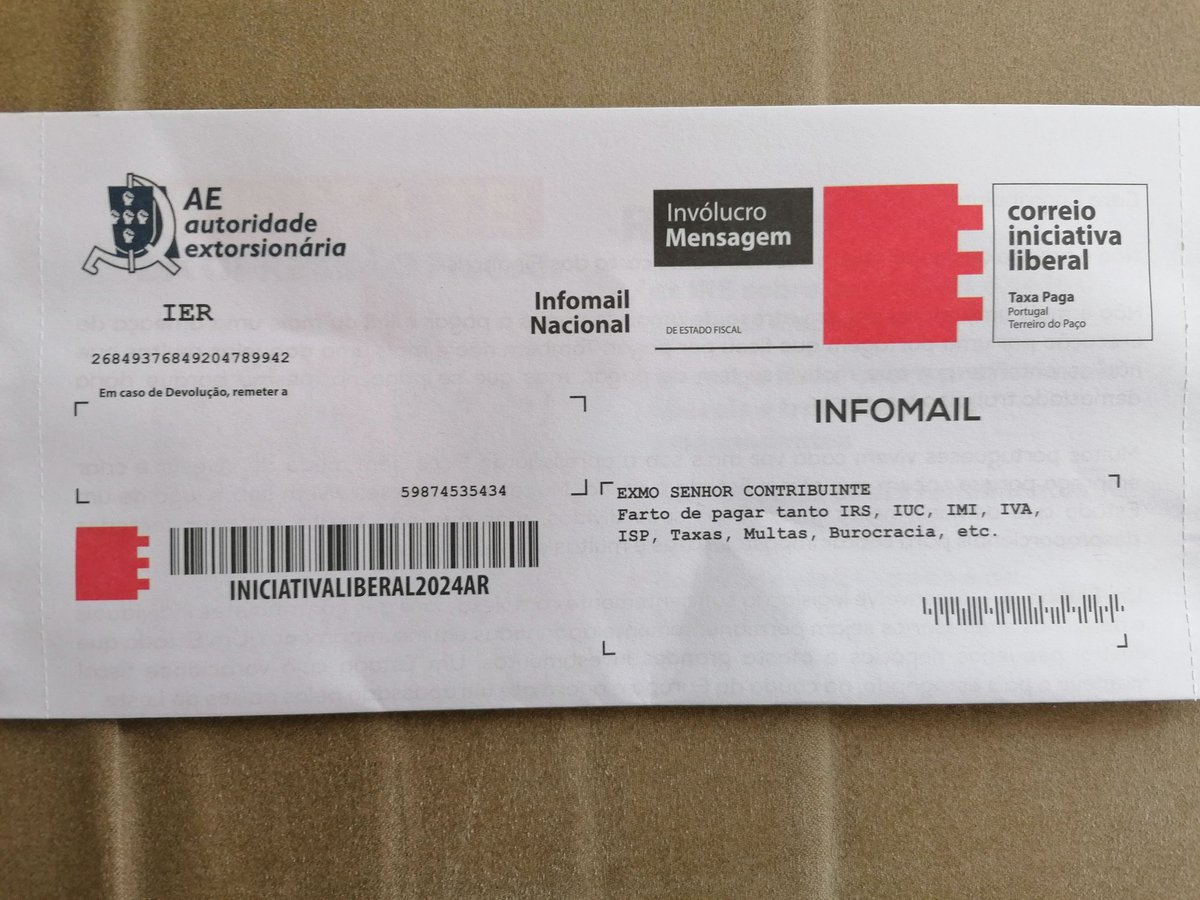 AE
autoridade
extorsionária
IER
26849376849204789942
Em caso de Devolução, remeter a
59874535434
INICIATIVALIBERAL2024AR
Infomail
Nacional
Invólucro
Mensagem
DE ESTADO FISCAL
correio
iniciativa
liberal
Taxa Paga
Portugal
Terreiro do Paço
INFOMAIL
EXMO SENHOR CONTRIBUINTE
Farto de pagar tanto IRS, IUC, IMI, IVA,
ISP, Taxas, Multas, Burocracia, etc.